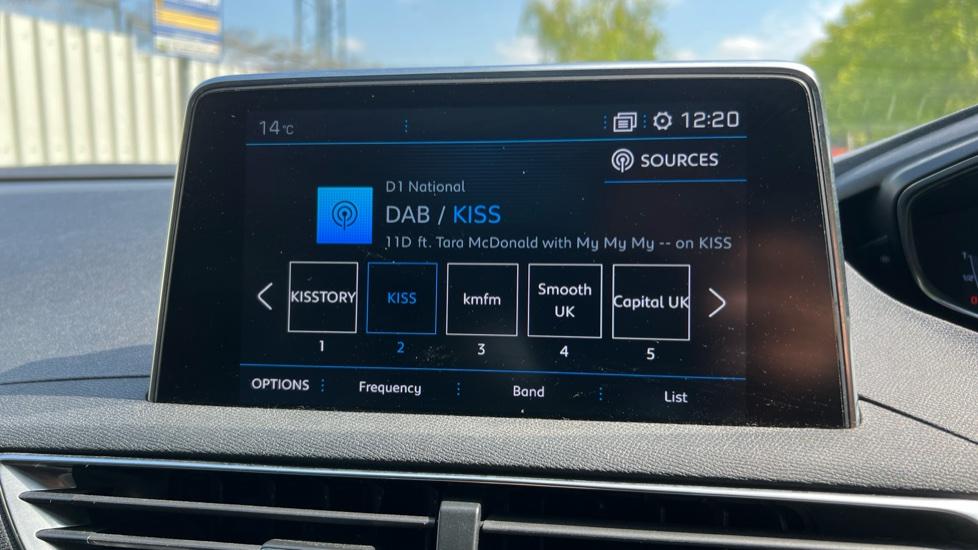 14°C
12:20
SOURCES
D1 National
DAB / KISS
11D ft. Tara McDonald with My My My -- on KISS
KISSTORY
KISS
kmfm
Smooth
UK
Capital UK
1
2
3
4
5
OPTIONS
Frequency
Band
List